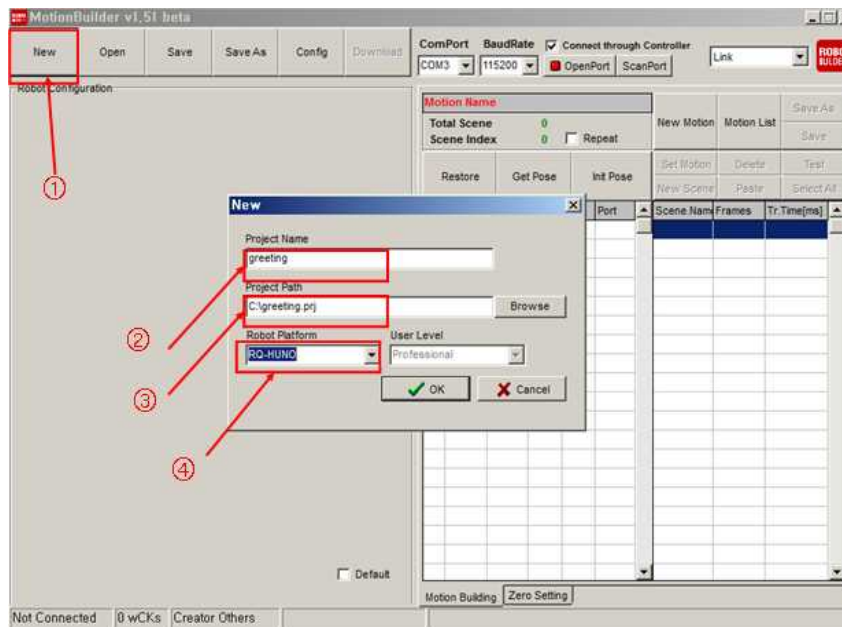 MotionBuilder v1,51 beta
New Open Save Save As Config Download
ComPort BaudRate Connect through Controller
COM3 115200 OpenPort ScanPort
Link
ROBO
BUILDER
Robot Configuration
Motion Name
Total Scene 0
Scene Index 0 Repeat
New Motion Motion List Save As
Save
Restore Get Pose Init Pose
Set Motion Delete Test
New Scene Paste Select All
Port Scene Nam Frames Tr.Time[ms]
①
New
Project Name
greeting
Project Path
C:\greeting.prj Browse
②
Robot Platform User Level
RQ-HUNO Professional
③
OK Cancel
④
Default
Motion Building Zero Setting
Not Connected 0 wCKs Creator Others